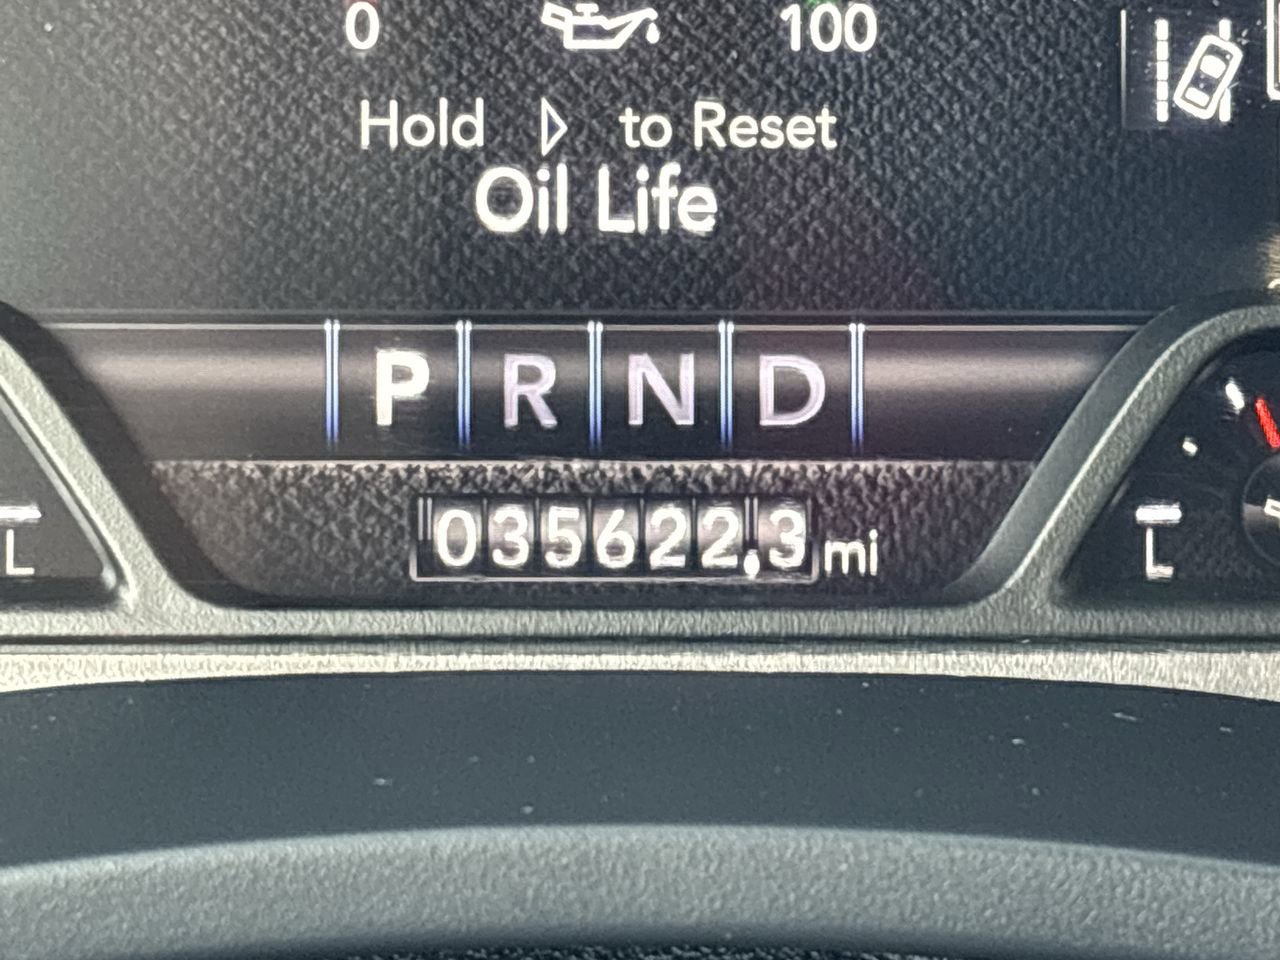 0 100
Hold to Reset
Oil Life
P R N D
035622.3 mi
L L